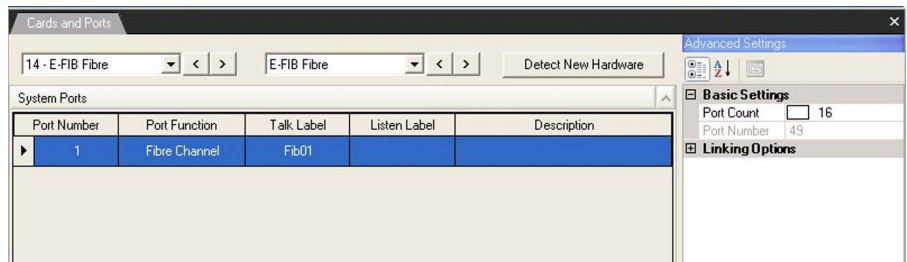 Cards and Ports
14 - E-FIB Fibre < > E-FIB Fibre < > Detect New Hardware
System Ports
Port Number Port Function Talk Label Listen Label Description
1 Fibre Channel Fib01
Advanced Settings
Basic Settings
Port Count 16
Port Number 49
Linking Options